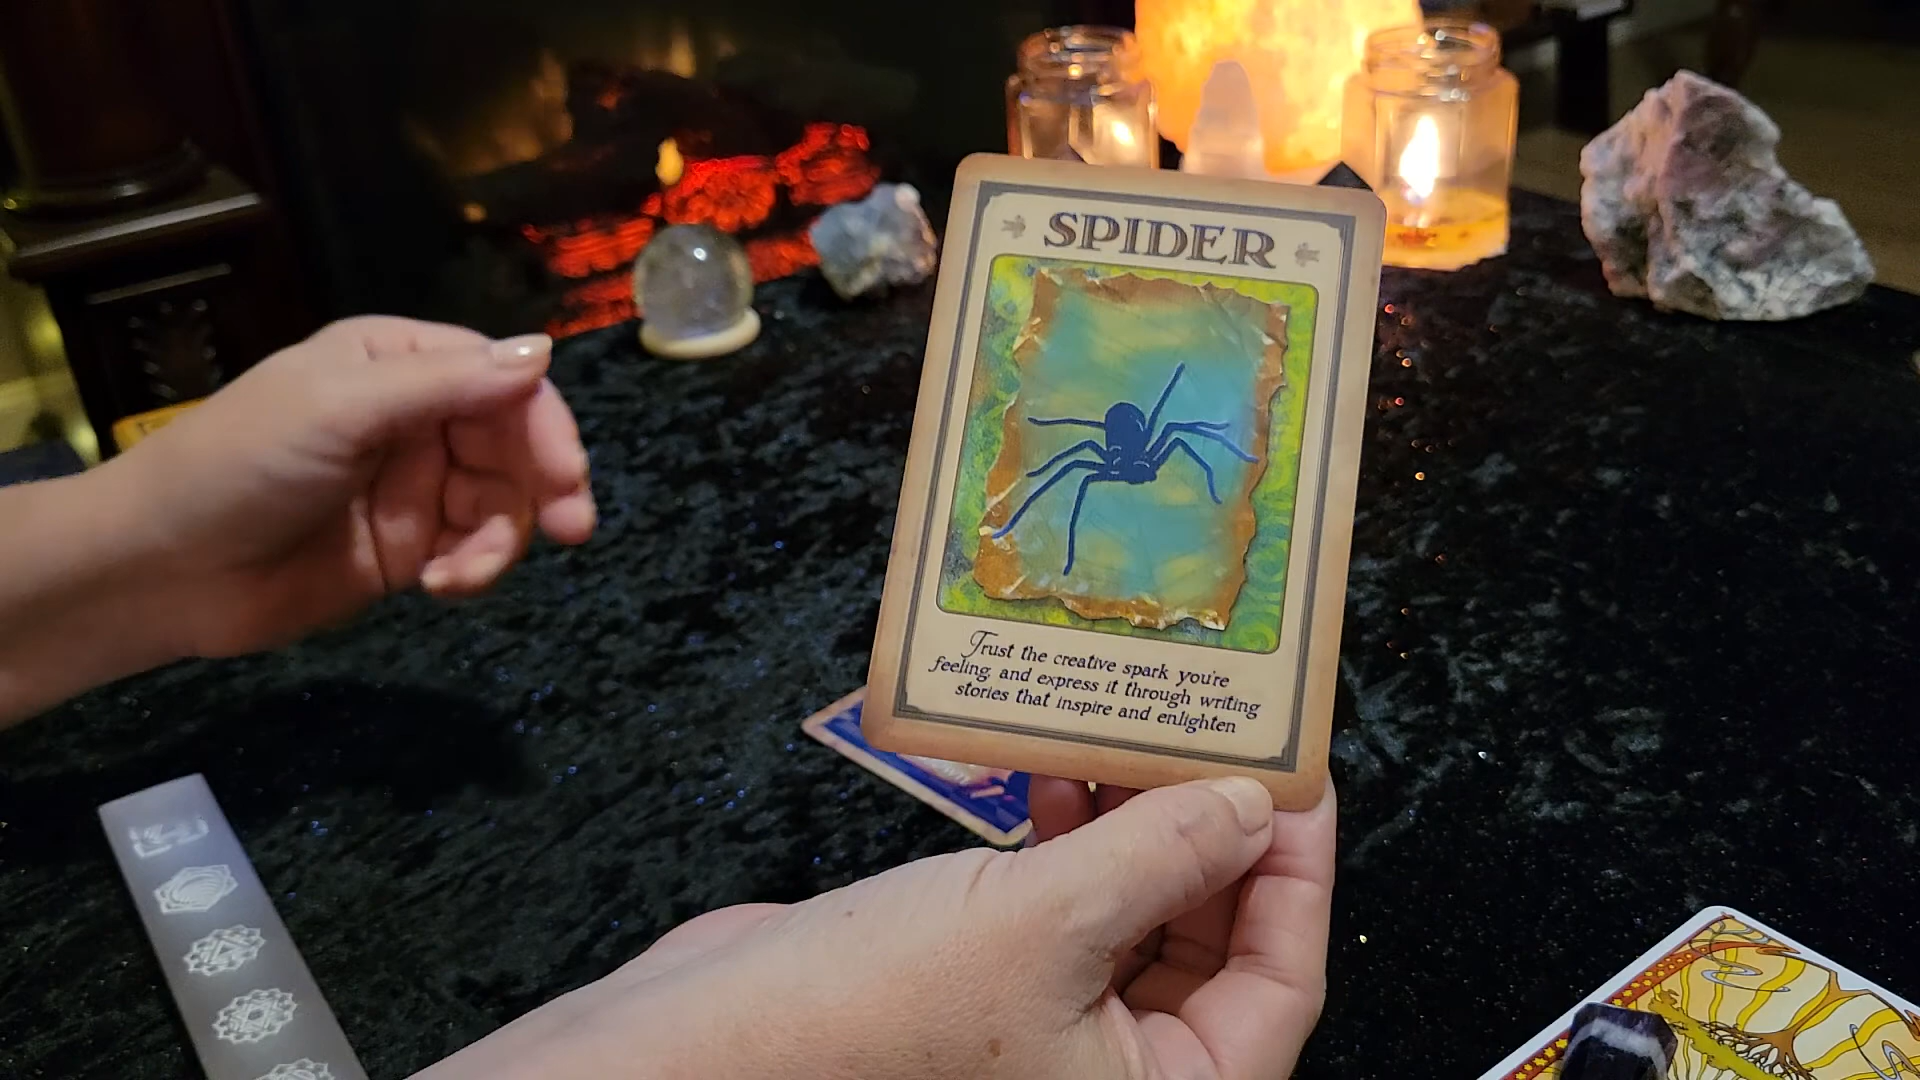 SPIDER
Trust the creative spark you're
feeling, and express it through writing
stories that inspire and enlighten